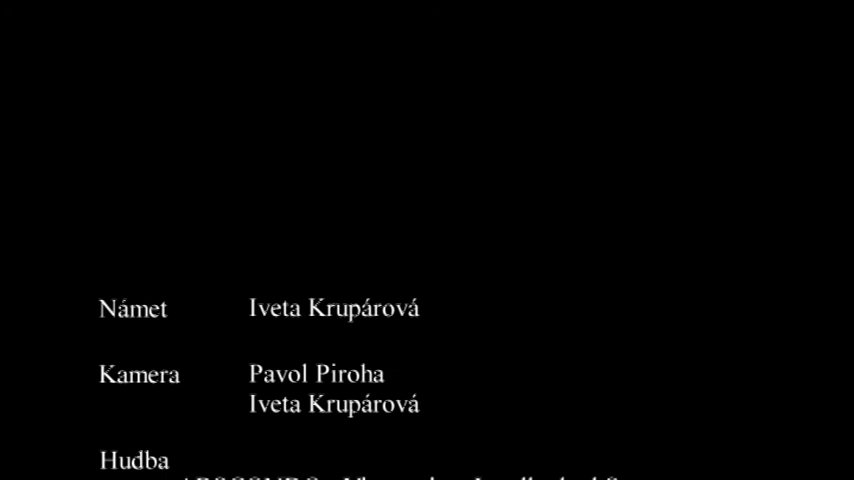 Námet Iveta Krupárová
Kamera Pavol Piroha
Iveta Krupárová
Hudba